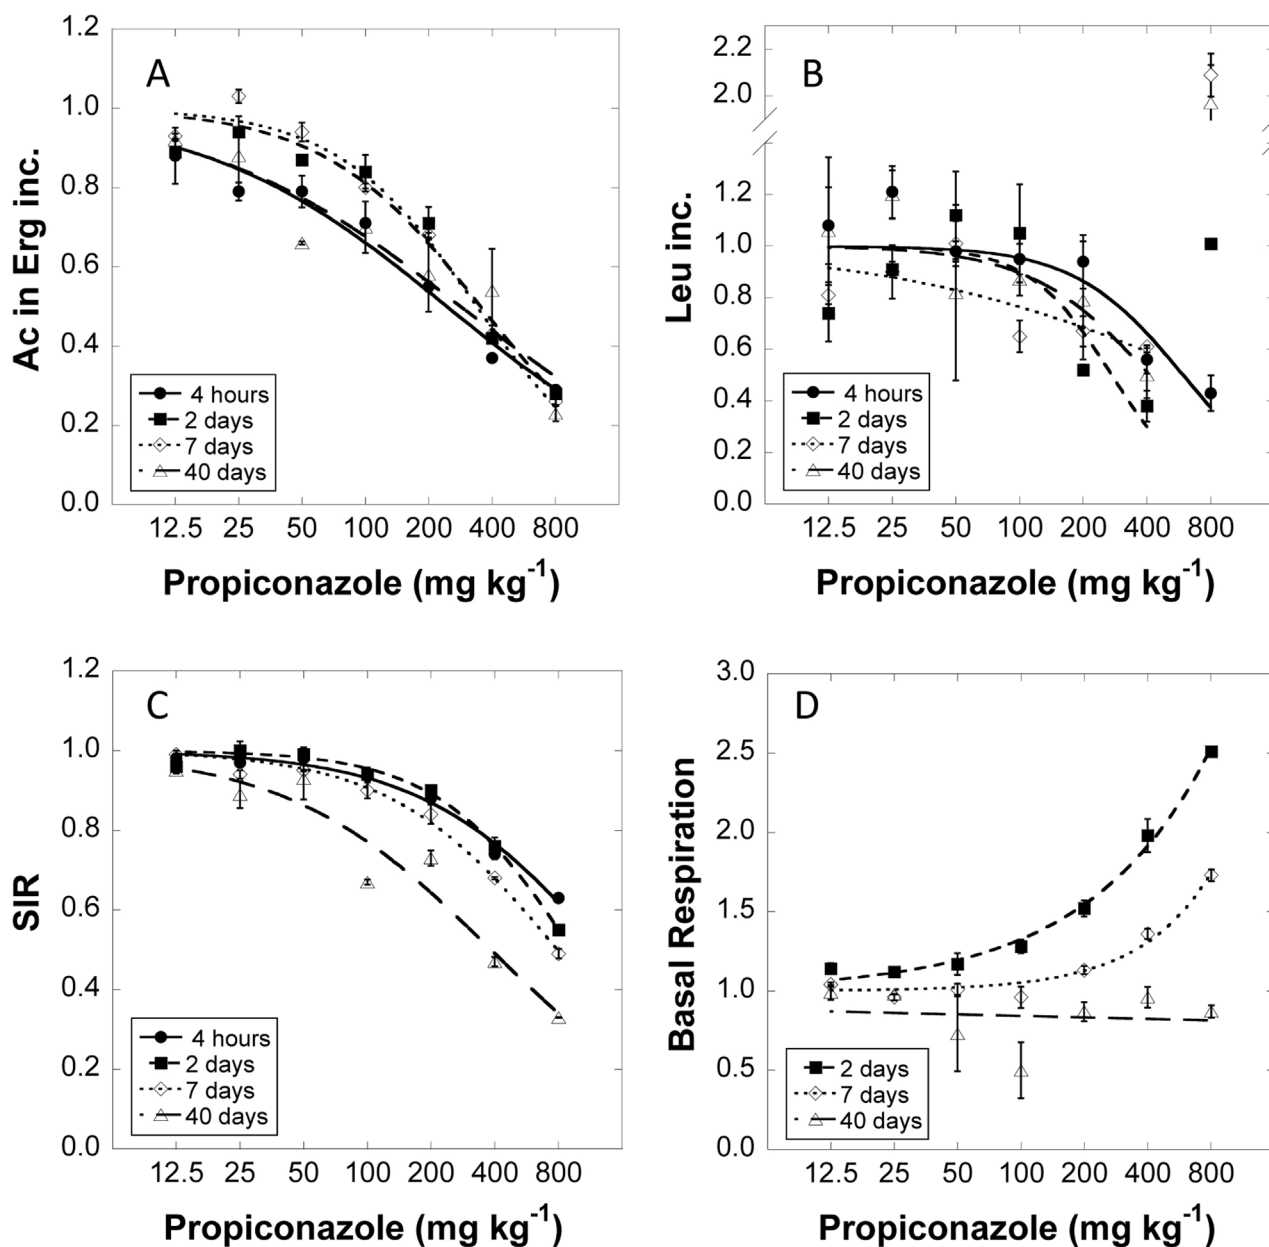 A
Ac in Erg inc.
1.2
1.0
0.8
0.6
0.4
0.2
0.0
4 hours
2 days
7 days
40 days
12.5 25 50 100 200 400 800
Propiconazole (mg kg⁻¹)
B
Leu inc.
2.2
2.0
1.2
1.0
0.8
0.6
0.4
0.2
0.0
4 hours
2 days
7 days
40 days
12.5 25 50 100 200 400 800
Propiconazole (mg kg⁻¹)
C
SIR
1.2
1.0
0.8
0.6
0.4
0.2
0.0
4 hours
2 days
7 days
40 days
12.5 25 50 100 200 400 800
Propiconazole (mg kg⁻¹)
D
Basal Respiration
3.0
2.5
2.0
1.5
1.0
0.5
0.0
2 days
7 days
40 days
12.5 25 50 100 200 400 800
Propiconazole (mg kg⁻¹)